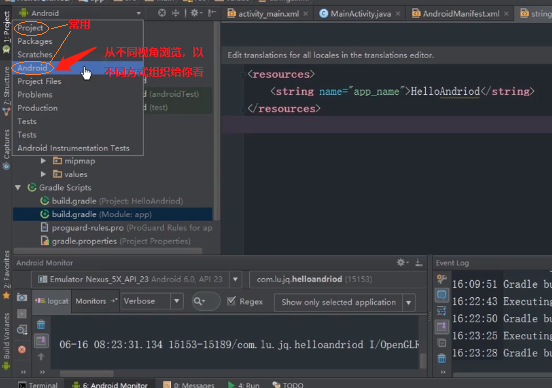 Android
activity_main.xml
MainActivity.java
AndroidManifest.xml
1: Project
Project
常用
Packages
Scratches
从不同视角浏览，以
Edit translations for all locales in the translations editor.
Android
不同方式组织给你看
<resources>
Project Files
<string name="app_name">HelloAndriod</string>
Problems
(androidTest)
</resources>
Production
(test)
Tests
Tests
Android Instrumentation Tests
7: Structure
Captures
mipmap
values
Gradle Scripts
build.gradle (Project: HelloAndriod)
build.gradle (Module: app)
proguard-rules.pro (ProGuard Rules for ap
gradle.properties (Project Properties)
Android Monitor
Event Log
Emulator Nexus_5X_API_23 Android 6.0, API 23
com.lu.jq.helloandriod (15153)
logcat
Monitors
Verbose
Regex
Show only selected application
16:09:51 Gradle bu
16:22:43 Executing
16:22:50 Gradle bu
16:23:25 Executing
16:23:28 Gradle bu
06-16 08:23:31.134 15153-15189/com.lu.jq.helloandriod I/OpenGLR
2: Favorites
Build Variants
Terminal
6: Android Monitor
0: Messages
4: Run
TODO